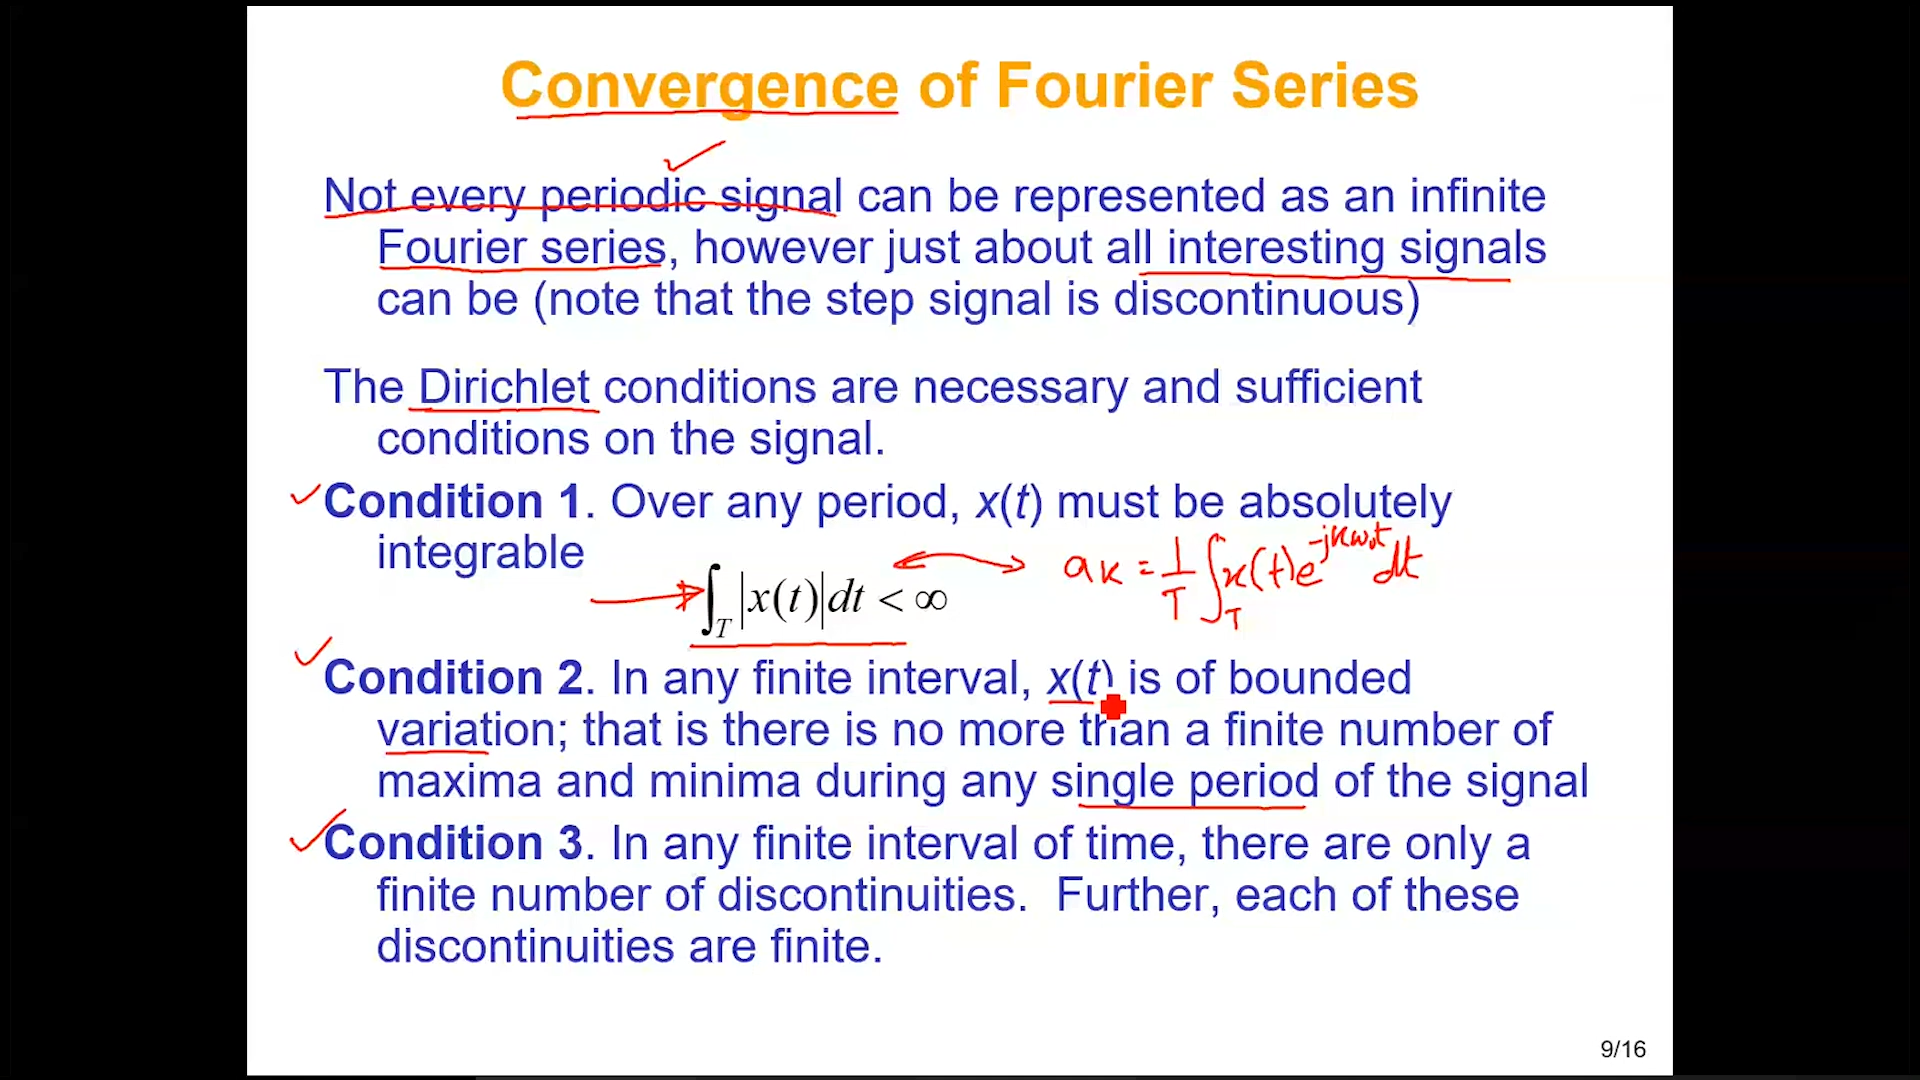 Convergence of Fourier Series
Not every periodic signal can be represented as an infinite
Fourier series, however just about all interesting signals
can be (note that the step signal is discontinuous)
The Dirichlet conditions are necessary and sufficient
conditions on the signal.
Condition 1. Over any period, x(t) must be absolutely
integrable
∫_T |x(t)|dt < ∞
a_k = 1/T ∫_T x(t)e^{-jkω₀t} dt
Condition 2. In any finite interval, x(t) is of bounded
variation; that is there is no more than a finite number of
maxima and minima during any single period of the signal
Condition 3. In any finite interval of time, there are only a
finite number of discontinuities. Further, each of these
discontinuities are finite.
9/16